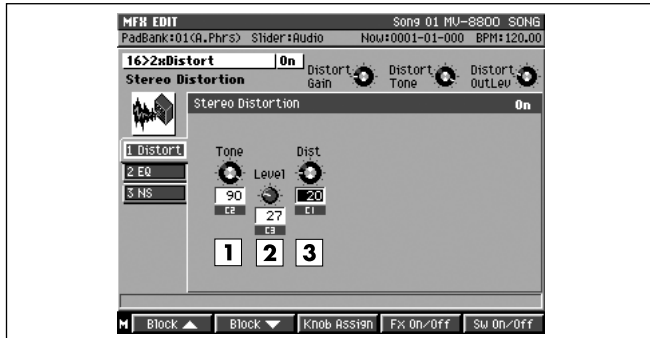 MFX EDIT Song 01 MV-8800 SONG
PadBank:01(A.Phrs) Slider:Audio Now:0001-01-000 BPM:120.00
16>2xDistort On
Stereo Distortion
Distort Gain
Distort Tone
Distort OutLev
Stereo Distortion On
1 Distort
2 EQ
3 NS
Tone Level Dist
90 27 20
C2 C3 C1
1 2 3
M Block ▲ Block ▼ Knob Assign Fx On/Off Sw On/Off